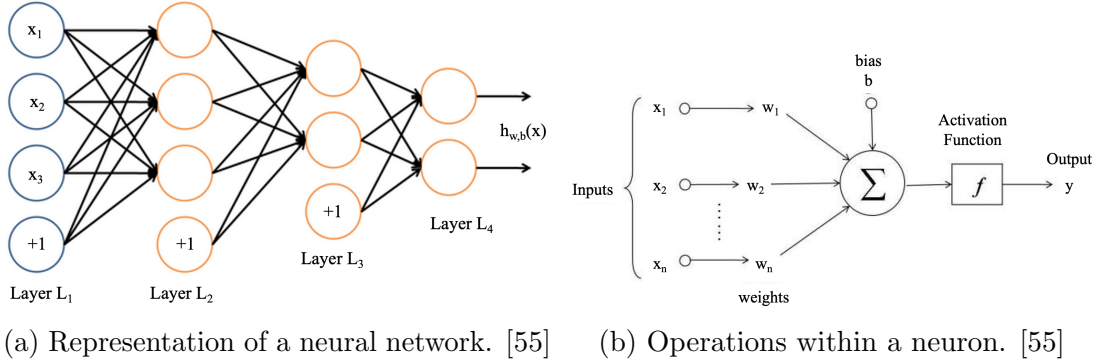 x1
x2
x3
+1
Layer L1
+1
Layer L2
+1
Layer L3
Layer L4
hw,b(x)
bias
b
Inputs
x1
w1
x2
w2
xn
wn
weights
Σ
Activation
Function
f
Output
y
(a) Representation of a neural network. [55]
(b) Operations within a neuron. [55]